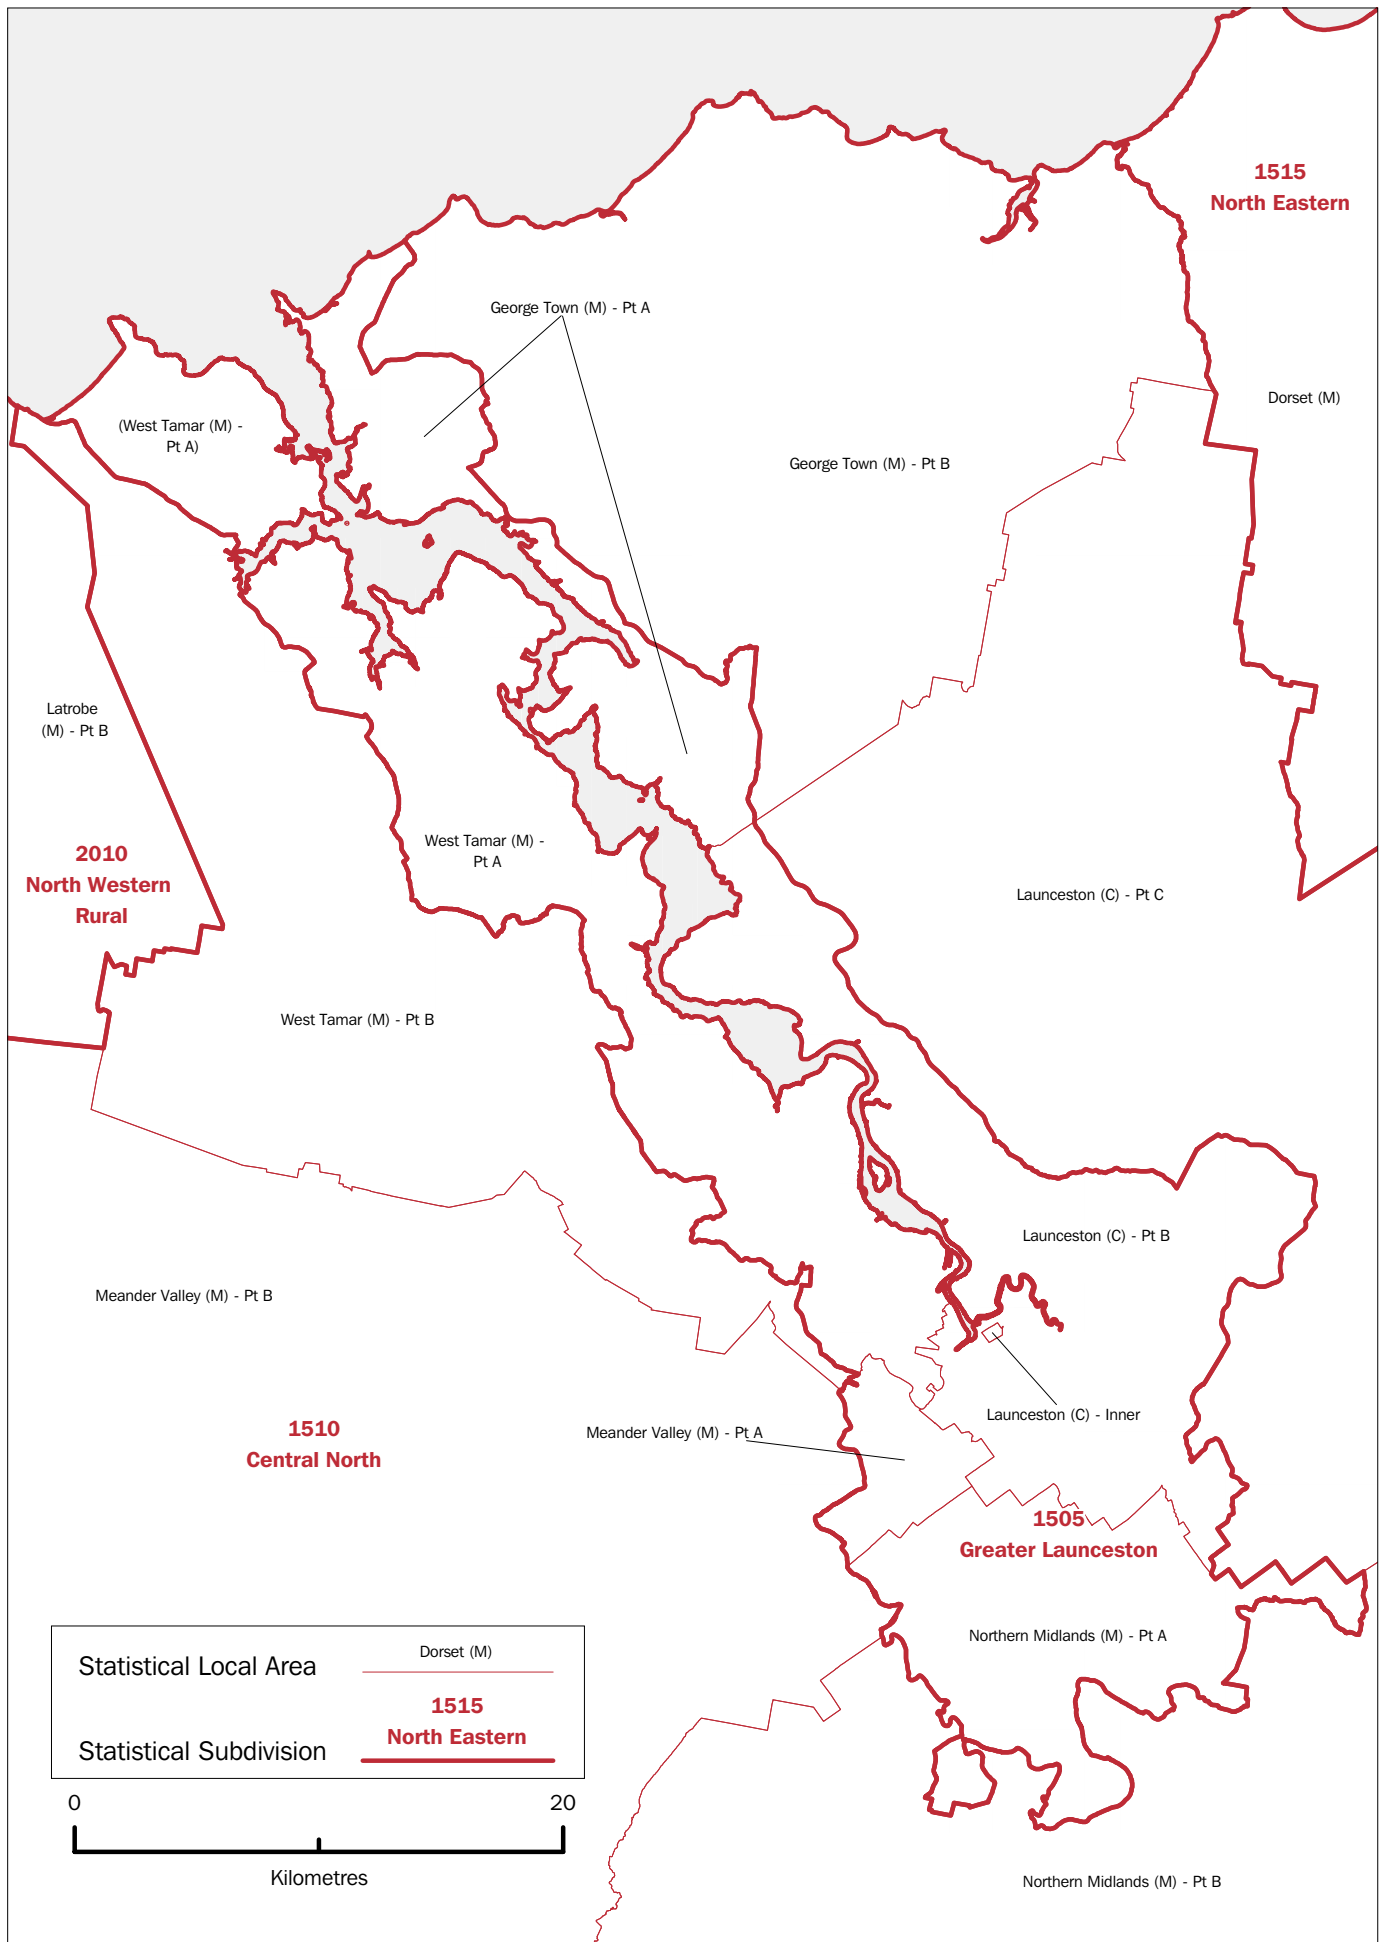 1515
North Eastern
George Town (M) - Pt A
Dorset (M)
(West Tamar (M) -
Pt A)
George Town (M) - Pt B
Latrobe
(M) - Pt B
West Tamar (M) -
Pt A
2010
North Western
Rural
Launceston (C) - Pt C
West Tamar (M) - Pt B
Launceston (C) - Pt B
Meander Valley (M) - Pt B
Launceston (C) - Inner
1510
Central North
Meander Valley (M) - Pt A
1505
Greater Launceston
Northern Midlands (M) - Pt A
Statistical Local Area
Dorset (M)
1515
North Eastern
Statistical Subdivision
0 20
Kilometres
Northern Midlands (M) - Pt B